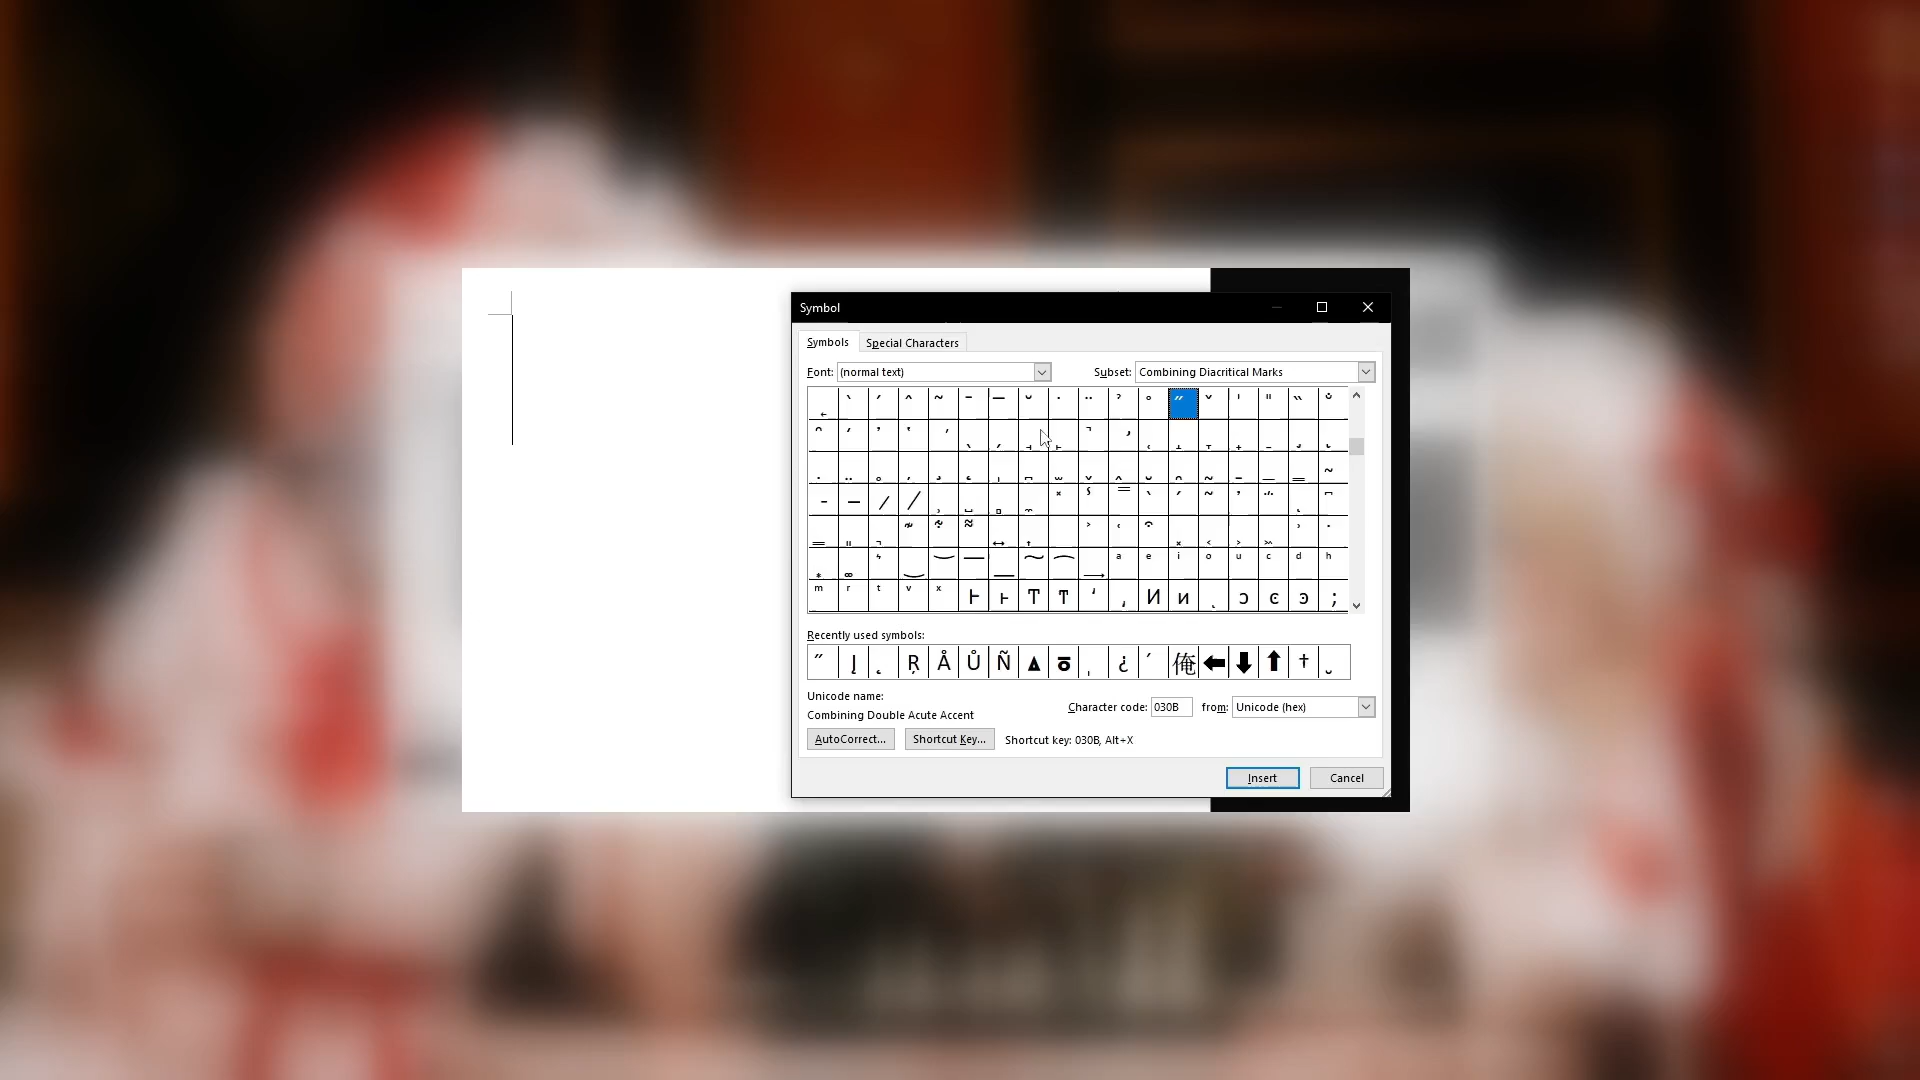 Symbol
Symbols Special Characters
Font: (normal text) Subset: Combining Diacritical Marks
a e i o u c d h
m r t v x Ͱ ͱ Ͳ ͳ ʹ ͵ Ͷ ͷ ͺ ͻ ͼ ͽ ;
Recently used symbols:
Ŗ Å Ů Ñ ¿ ΄ 俺 🡸 🡻 🡹 †
Unicode name:
Combining Double Acute Accent
Character code: 030B from: Unicode (hex)
AutoCorrect... Shortcut Key... Shortcut key: 030B, Alt+X
Insert Cancel